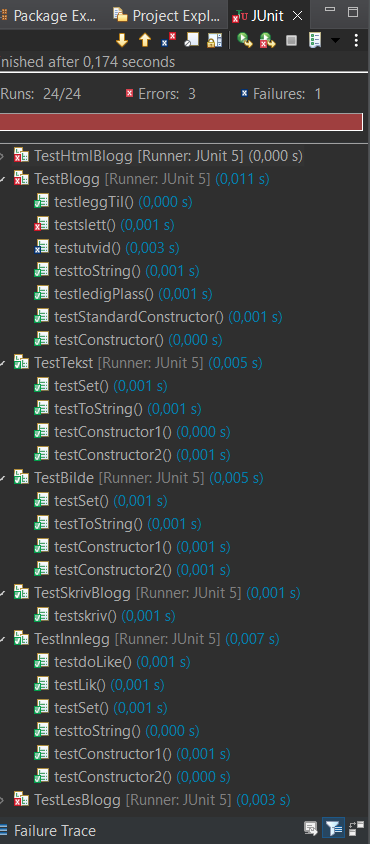 Package Ex... Project Expl... JUnit
nished after 0,174 seconds
Runs: 24/24 Errors: 3 Failures: 1
TestHtmlBlogg [Runner: JUnit 5] (0,000 s)
TestBlogg [Runner: JUnit 5] (0,011 s)
testleggTil() (0,000 s)
testslett() (0,001 s)
testutvid() (0,003 s)
testtoString() (0,001 s)
testledigPlass() (0,001 s)
testStandardConstructor() (0,001 s)
testConstructor() (0,000 s)
TestTekst [Runner: JUnit 5] (0,005 s)
testSet() (0,001 s)
testToString() (0,001 s)
testConstructor1() (0,000 s)
testConstructor2() (0,001 s)
TestBilde [Runner: JUnit 5] (0,005 s)
testSet() (0,001 s)
testToString() (0,001 s)
testConstructor1() (0,001 s)
testConstructor2() (0,001 s)
TestSkrivBlogg [Runner: JUnit 5] (0,001 s)
testskriv() (0,001 s)
TestInnlegg [Runner: JUnit 5] (0,007 s)
testdoLike() (0,001 s)
testLik() (0,001 s)
testSet() (0,001 s)
testtoString() (0,000 s)
testConstructor1() (0,001 s)
testConstructor2() (0,000 s)
TestLesBlogg [Runner: JUnit 5] (0,003 s)
Failure Trace